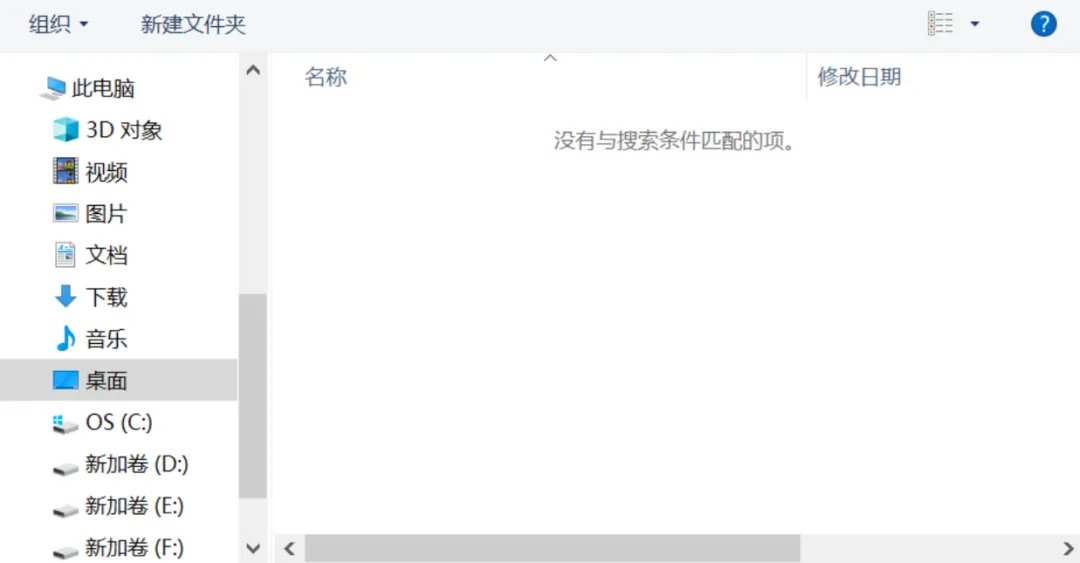 组织 新建文件夹
名称 修改日期
没有与搜索条件匹配的项。
此电脑
3D 对象
视频
图片
文档
下载
音乐
桌面
OS (C:)
新加卷 (D:)
新加卷 (E:)
新加卷 (F:)